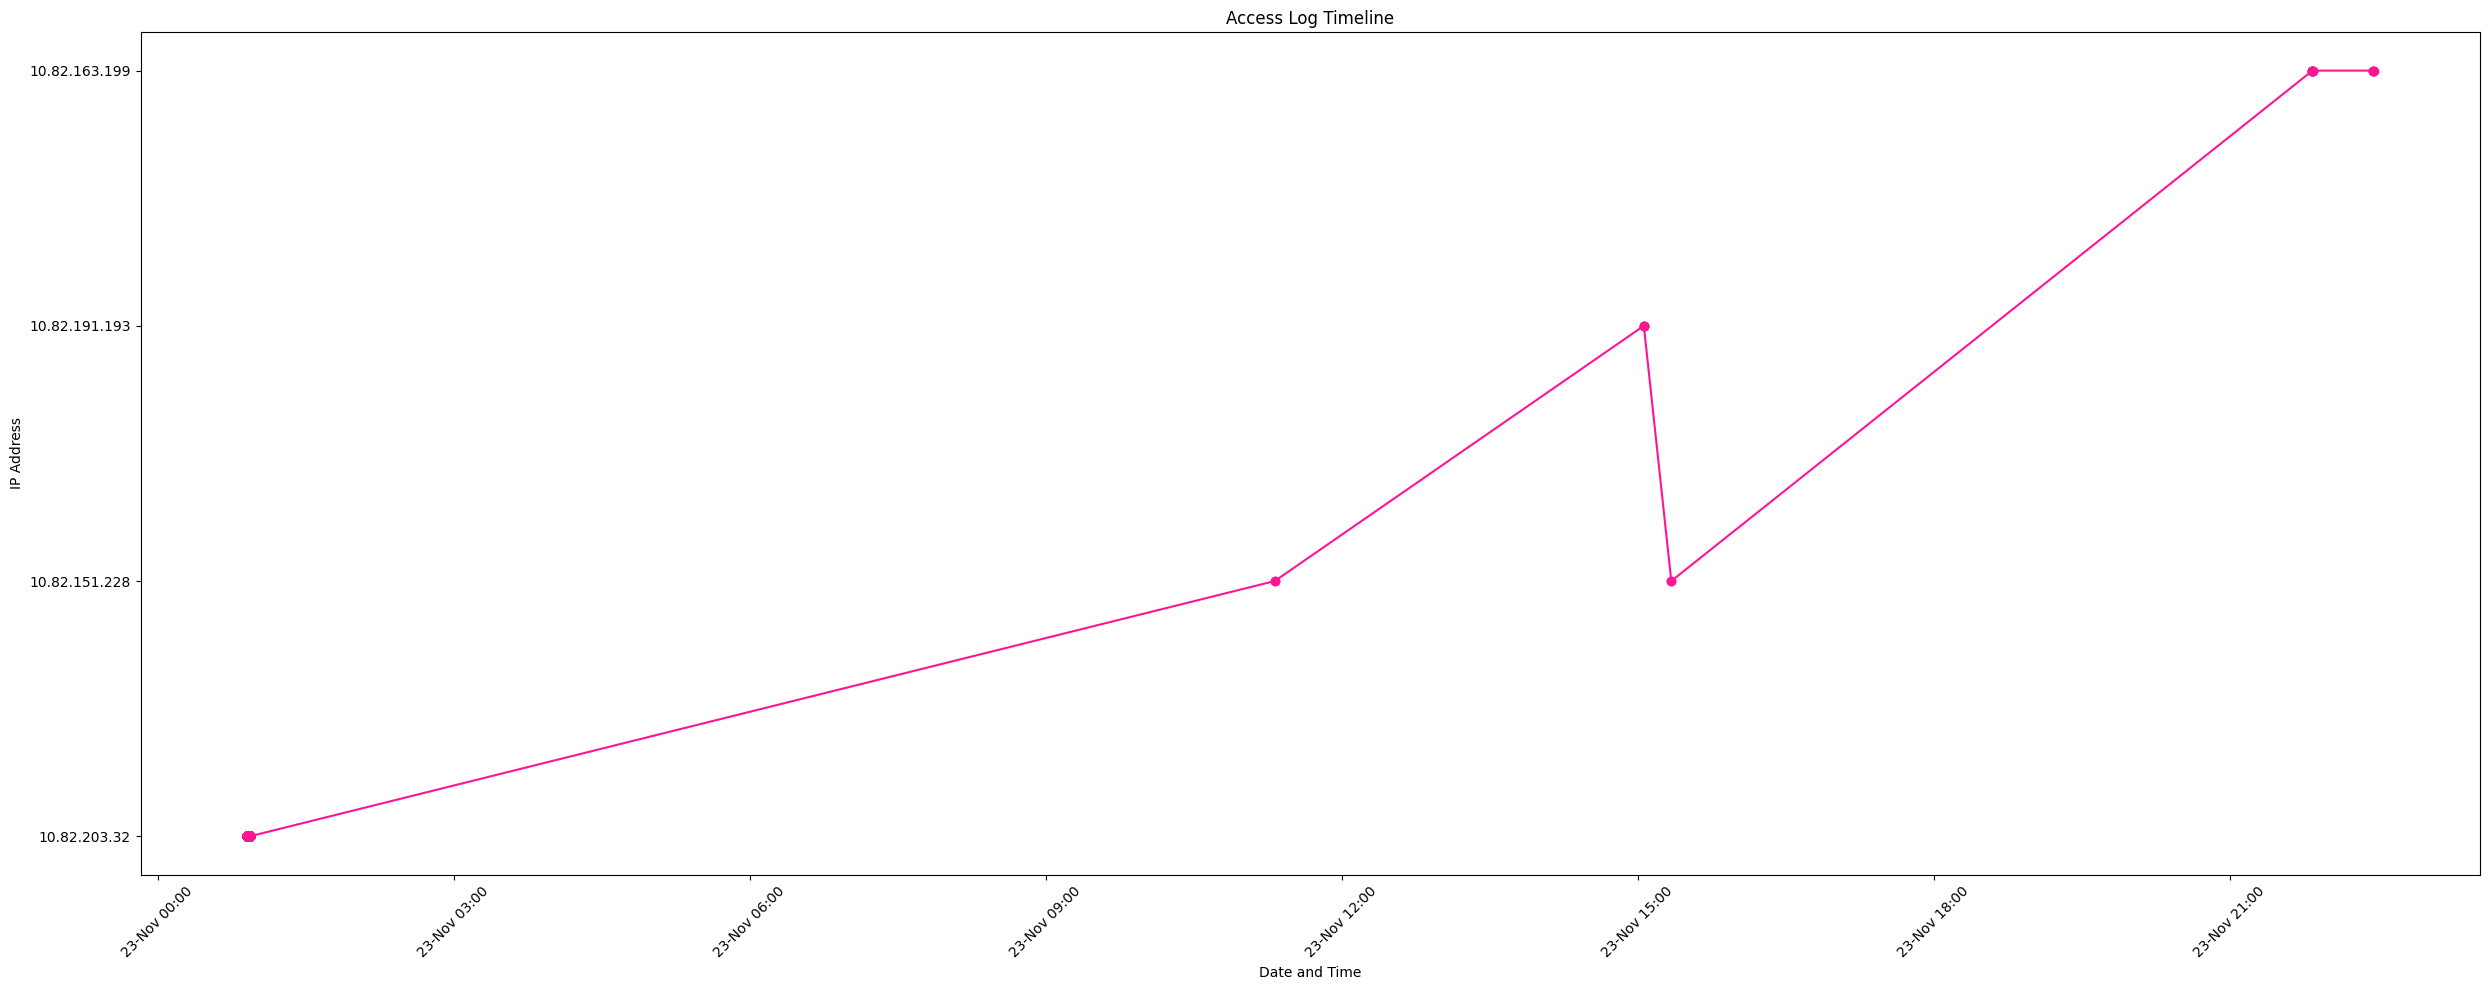 Access Log Timeline
10.82.163.199
10.82.191.193
10.82.151.228
10.82.203.32
IP Address
23-Nov 00:00
23-Nov 03:00
23-Nov 06:00
23-Nov 09:00
23-Nov 12:00
23-Nov 15:00
23-Nov 18:00
23-Nov 21:00
Date and Time